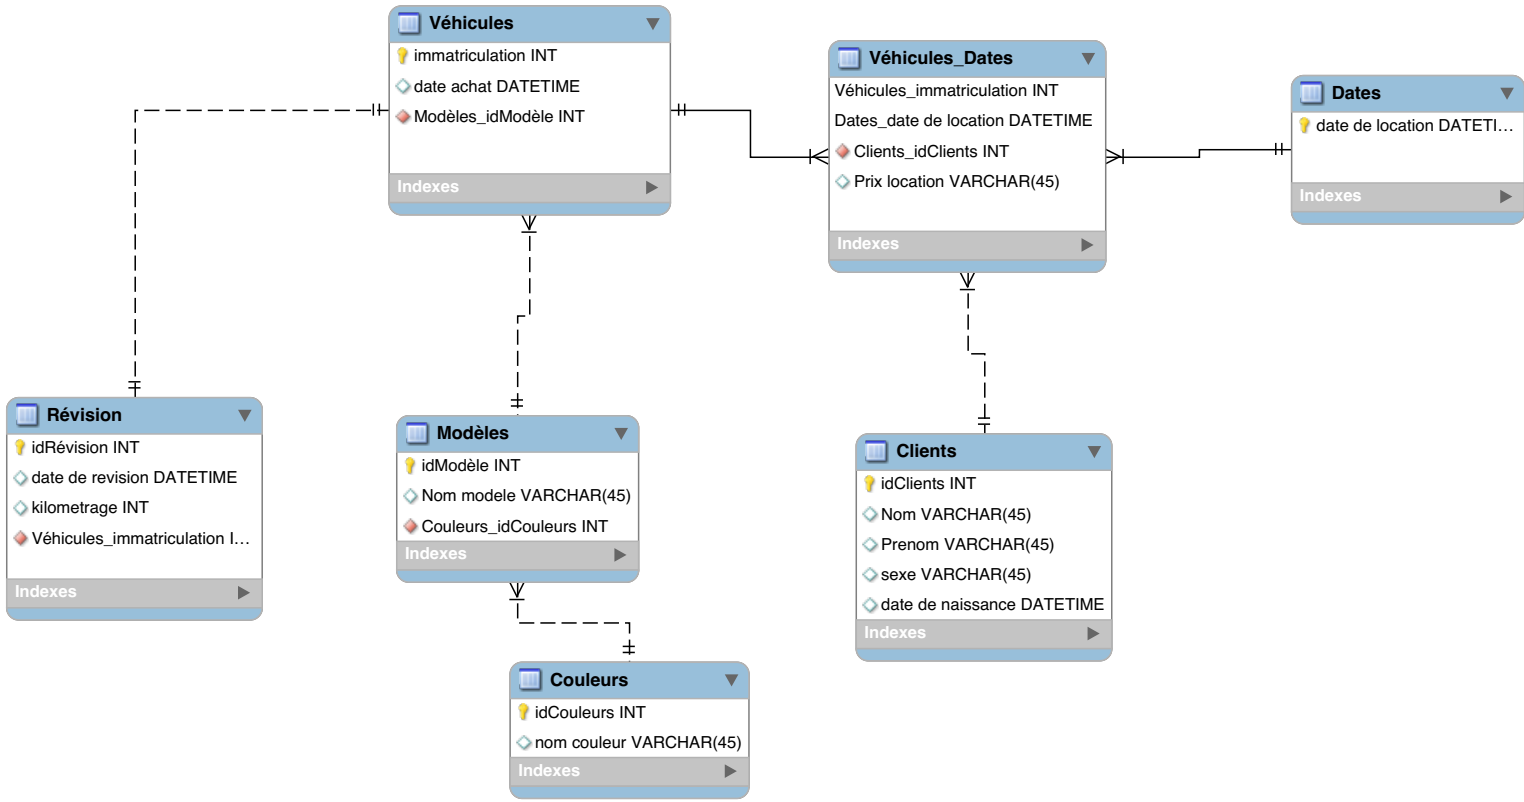 Véhicules
immatriculation INT
date achat DATETIME
Modèles_idModèle INT
Indexes
Véhicules_Dates
Véhicules_immatriculation INT
Dates_date de location DATETIME
Clients_idClients INT
Prix location VARCHAR(45)
Indexes
Dates
date de location DATETI...
Indexes
Révision
idRévision INT
date de revision DATETIME
kilometrage INT
Véhicules_immatriculation I...
Indexes
Modèles
idModèle INT
Nom modele VARCHAR(45)
Couleurs_idCouleurs INT
Indexes
Clients
idClients INT
Nom VARCHAR(45)
Prenom VARCHAR(45)
sexe VARCHAR(45)
date de naissance DATETIME
Indexes
Couleurs
idCouleurs INT
nom couleur VARCHAR(45)
Indexes